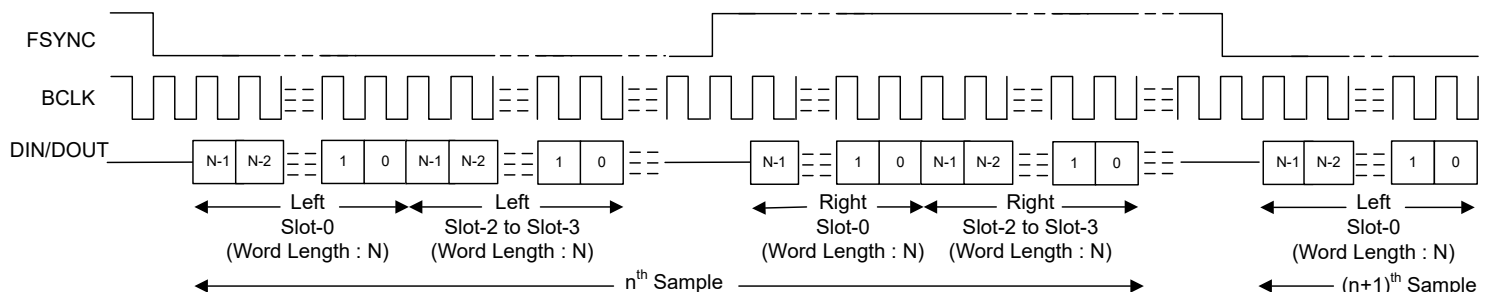 FSYNC
BCLK
DIN/DOUT
N-1 N-2 1 0 N-1 N-2 1 0 N-1 1 0 N-1 N-2 1 0 N-1 N-2 1 0
Left Left Right Right Left
Slot-0 Slot-2 to Slot-3 Slot-0 Slot-2 to Slot-3 Slot-0
(Word Length : N) (Word Length : N) (Word Length : N) (Word Length : N) (Word Length : N)
nth Sample (n+1)th Sample